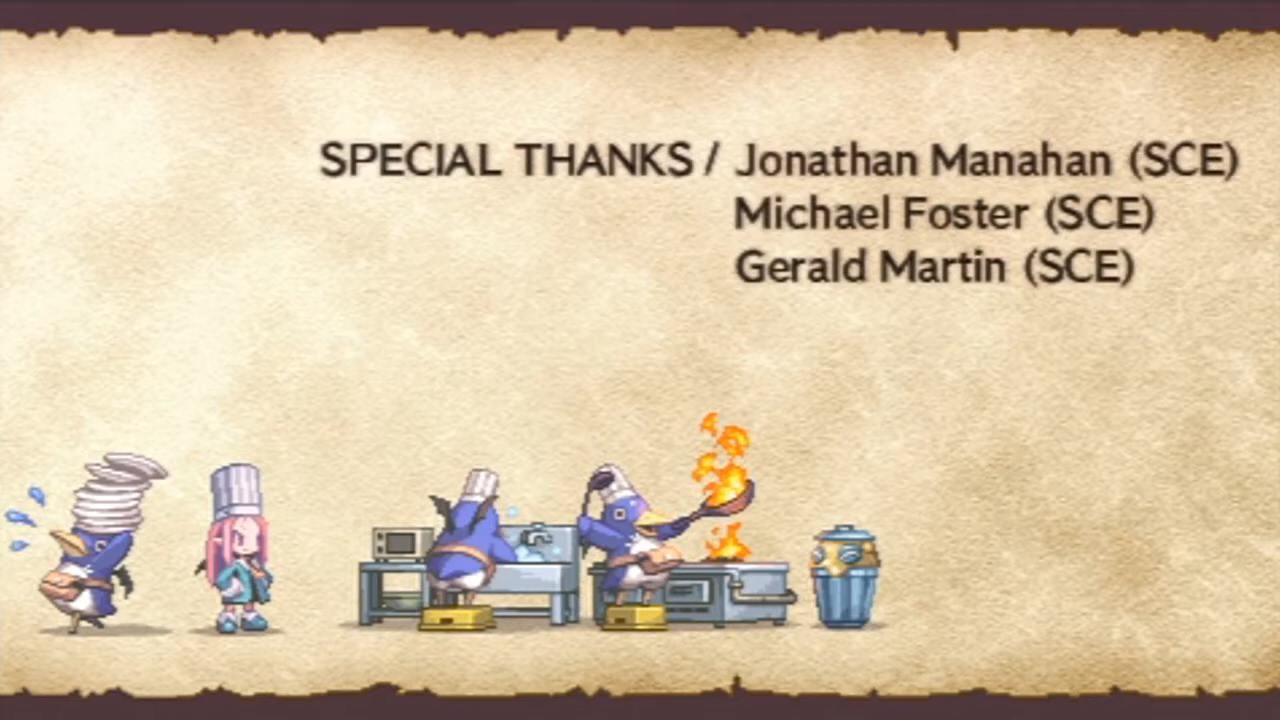 SPECIAL THANKS / Jonathan Manahan (SCE)
Michael Foster (SCE)
Gerald Martin (SCE)